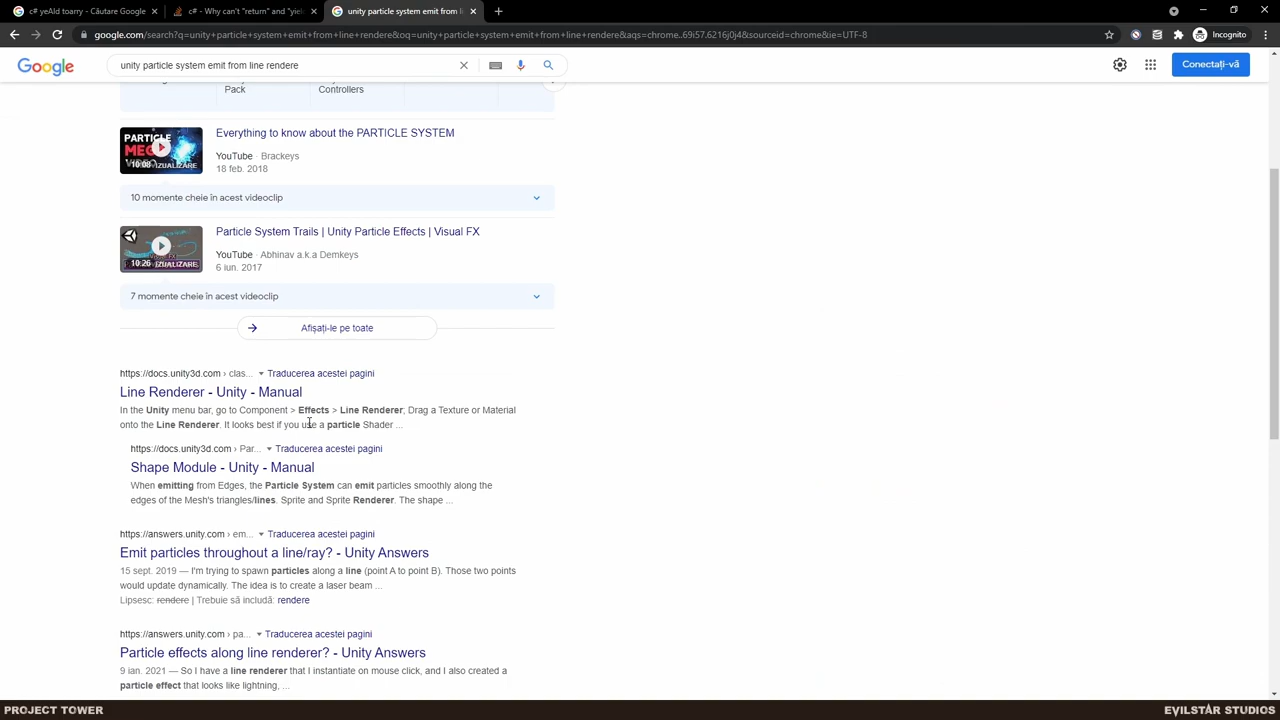 c# yeAld toarry - Căutare Google
c# - Why can't "return" and "yiel
unity particle system emit from li
google.com/search?q=unity+particle+system+emit+from+line+rendere&oq=unity+particle+system+emit+from+line+rendere&aqs=chrome..69i57.6216j0j4&sourceid=chrome&ie=UTF-8
Incognito
Google
unity particle system emit from line rendere
Conectați-vă
Pack
Controllers
PARTICLE
10:08
IZUALIZARE
Everything to know about the PARTICLE SYSTEM
YouTube · Brackeys
18 feb. 2018
10 momente cheie în acest videoclip
10:26
IZUALIZARE
Particle System Trails | Unity Particle Effects | Visual FX
YouTube · Abhinav a.k.a Demkeys
6 iun. 2017
7 momente cheie în acest videoclip
Afișați-le pe toate
https://docs.unity3d.com › clas... Traducerea acestei pagini
Line Renderer - Unity - Manual
In the Unity menu bar, go to Component > Effects > Line Renderer; Drag a Texture or Material
onto the Line Renderer. It looks best if you use a particle Shader ...
https://docs.unity3d.com › Par... Traducerea acestei pagini
Shape Module - Unity - Manual
When emitting from Edges, the Particle System can emit particles smoothly along the
edges of the Mesh's triangles/lines. Sprite and Sprite Renderer. The shape ...
https://answers.unity.com › em... Traducerea acestei pagini
Emit particles throughout a line/ray? - Unity Answers
15 sept. 2019 — I'm trying to spawn particles along a line (point A to point B). Those two points
would update dynamically. The idea is to create a laser beam ...
Lipsesc: rendere | Trebuie să includă: rendere
https://answers.unity.com › pa... Traducerea acestei pagini
Particle effects along line renderer? - Unity Answers
9 ian. 2021 — So I have a line renderer that I instantiate on mouse click, and I also created a
particle effect that looks like lightning, ...
PROJECT TOWER
EVILSTAR STUDIOS